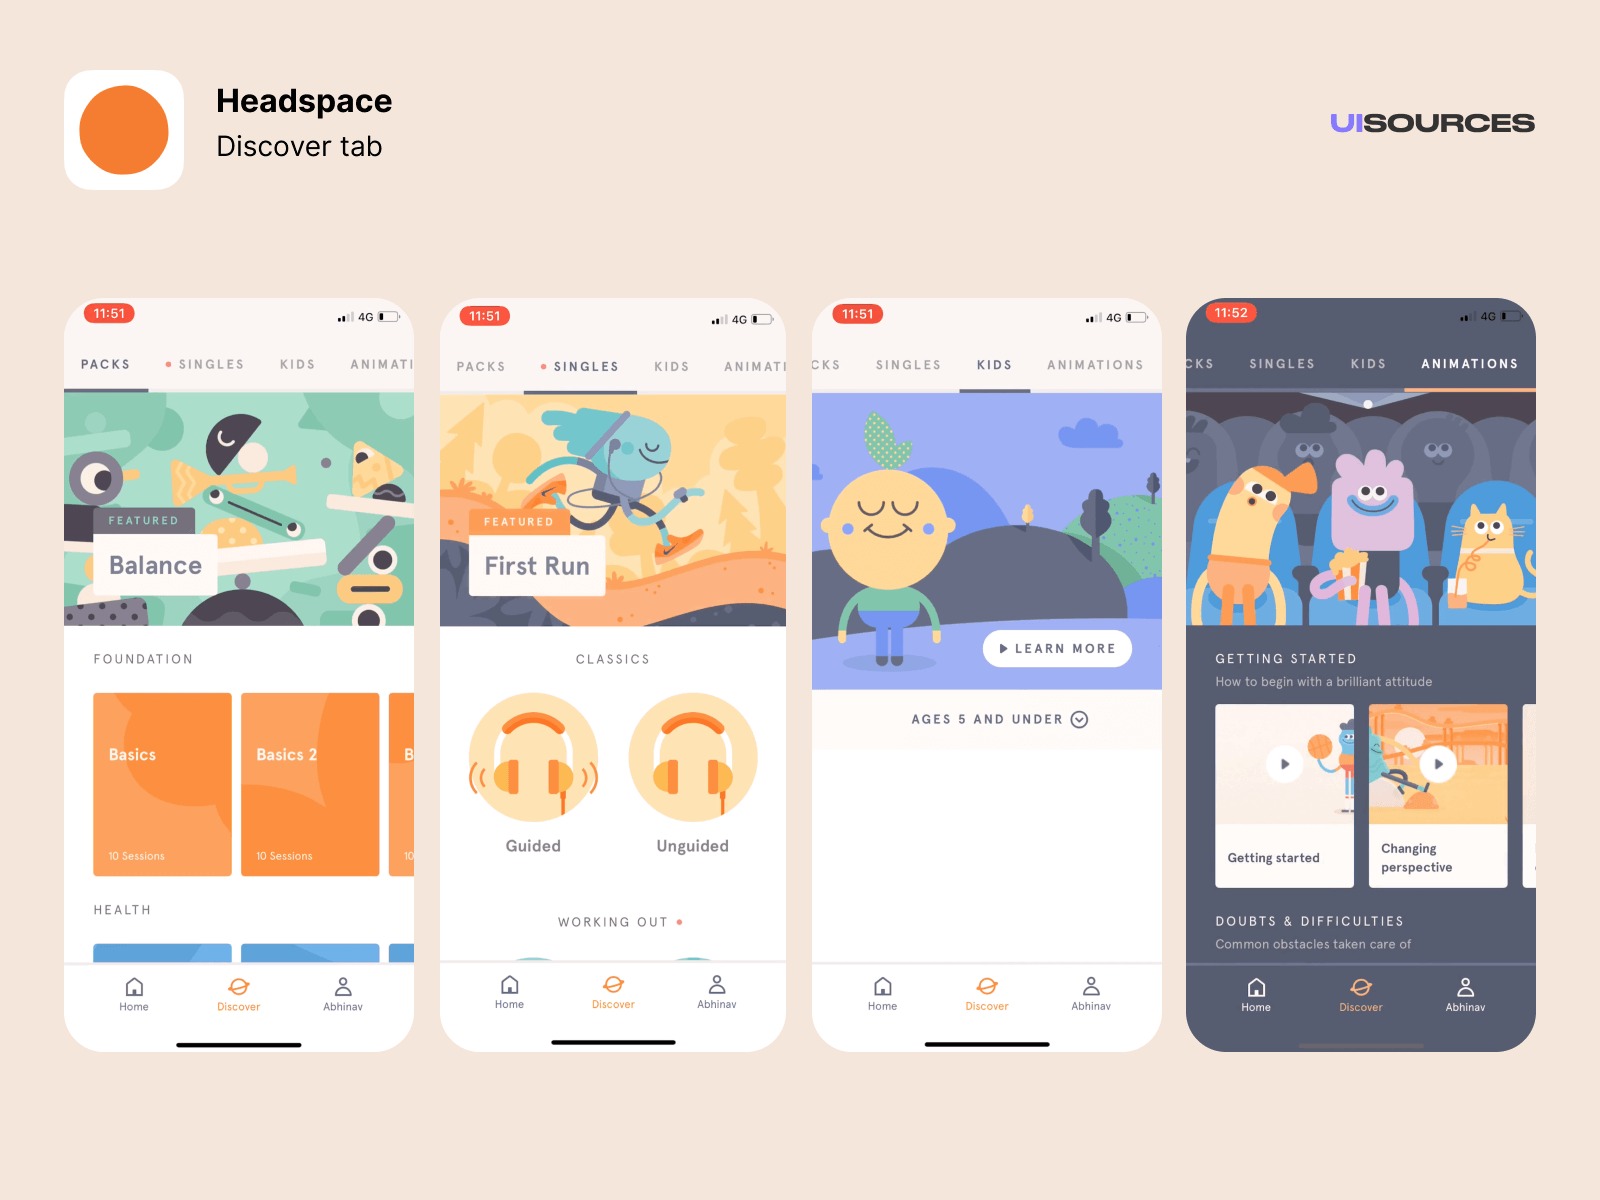 Headspace
Discover tab
UISOURCES
11:51
4G
PACKS
SINGLES
KIDS
ANIMATI
FEATURED
Balance
FOUNDATION
Basics
10 Sessions
Basics 2
10 Sessions
B
10
HEALTH
Home
Discover
Abhinav
11:51
4G
PACKS
SINGLES
KIDS
ANIMATI
FEATURED
First Run
CLASSICS
Guided
Unguided
WORKING OUT
Home
Discover
Abhinav
11:51
4G
CKS
SINGLES
KIDS
ANIMATIONS
LEARN MORE
AGES 5 AND UNDER
Home
Discover
Abhinav
11:52
4G
CKS
SINGLES
KIDS
ANIMATIONS
GETTING STARTED
How to begin with a brilliant attitude
Getting started
Changing
perspective
DOUBTS & DIFFICULTIES
Common obstacles taken care of
Home
Discover
Abhinav